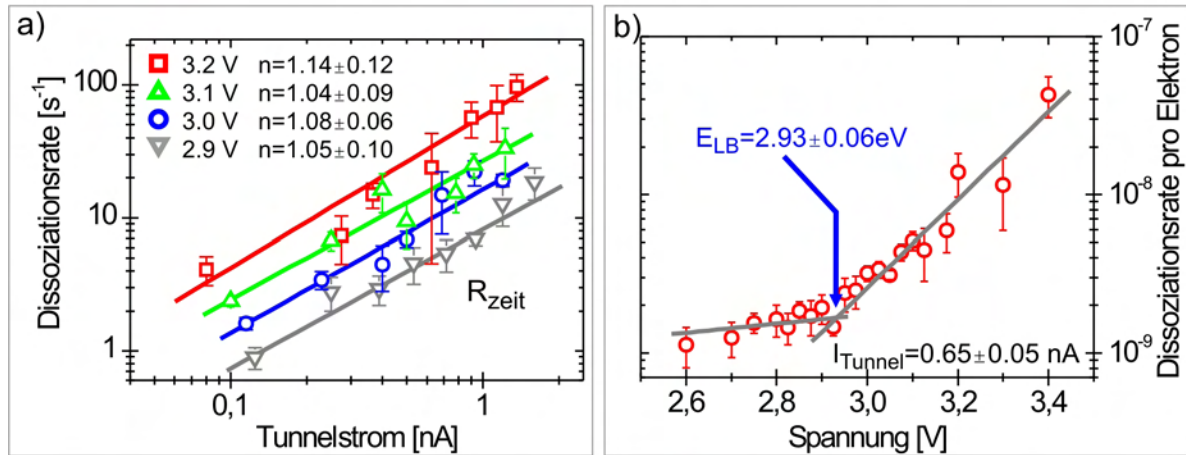 a)
3.2 V n=1.14±0.12
3.1 V n=1.04±0.09
3.0 V n=1.08±0.06
2.9 V n=1.05±0.10
R_zeit
Dissoziationsrate [s⁻¹]
100
10
1
0,1
1
Tunnelstrom [nA]
b)
E_LB=2.93±0.06eV
I_Tunnel=0.65±0.05 nA
10⁻⁷
10⁻⁸
10⁻⁹
Dissoziationsrate pro Elektron
2,6
2,8
3,0
3,2
3,4
Spannung [V]